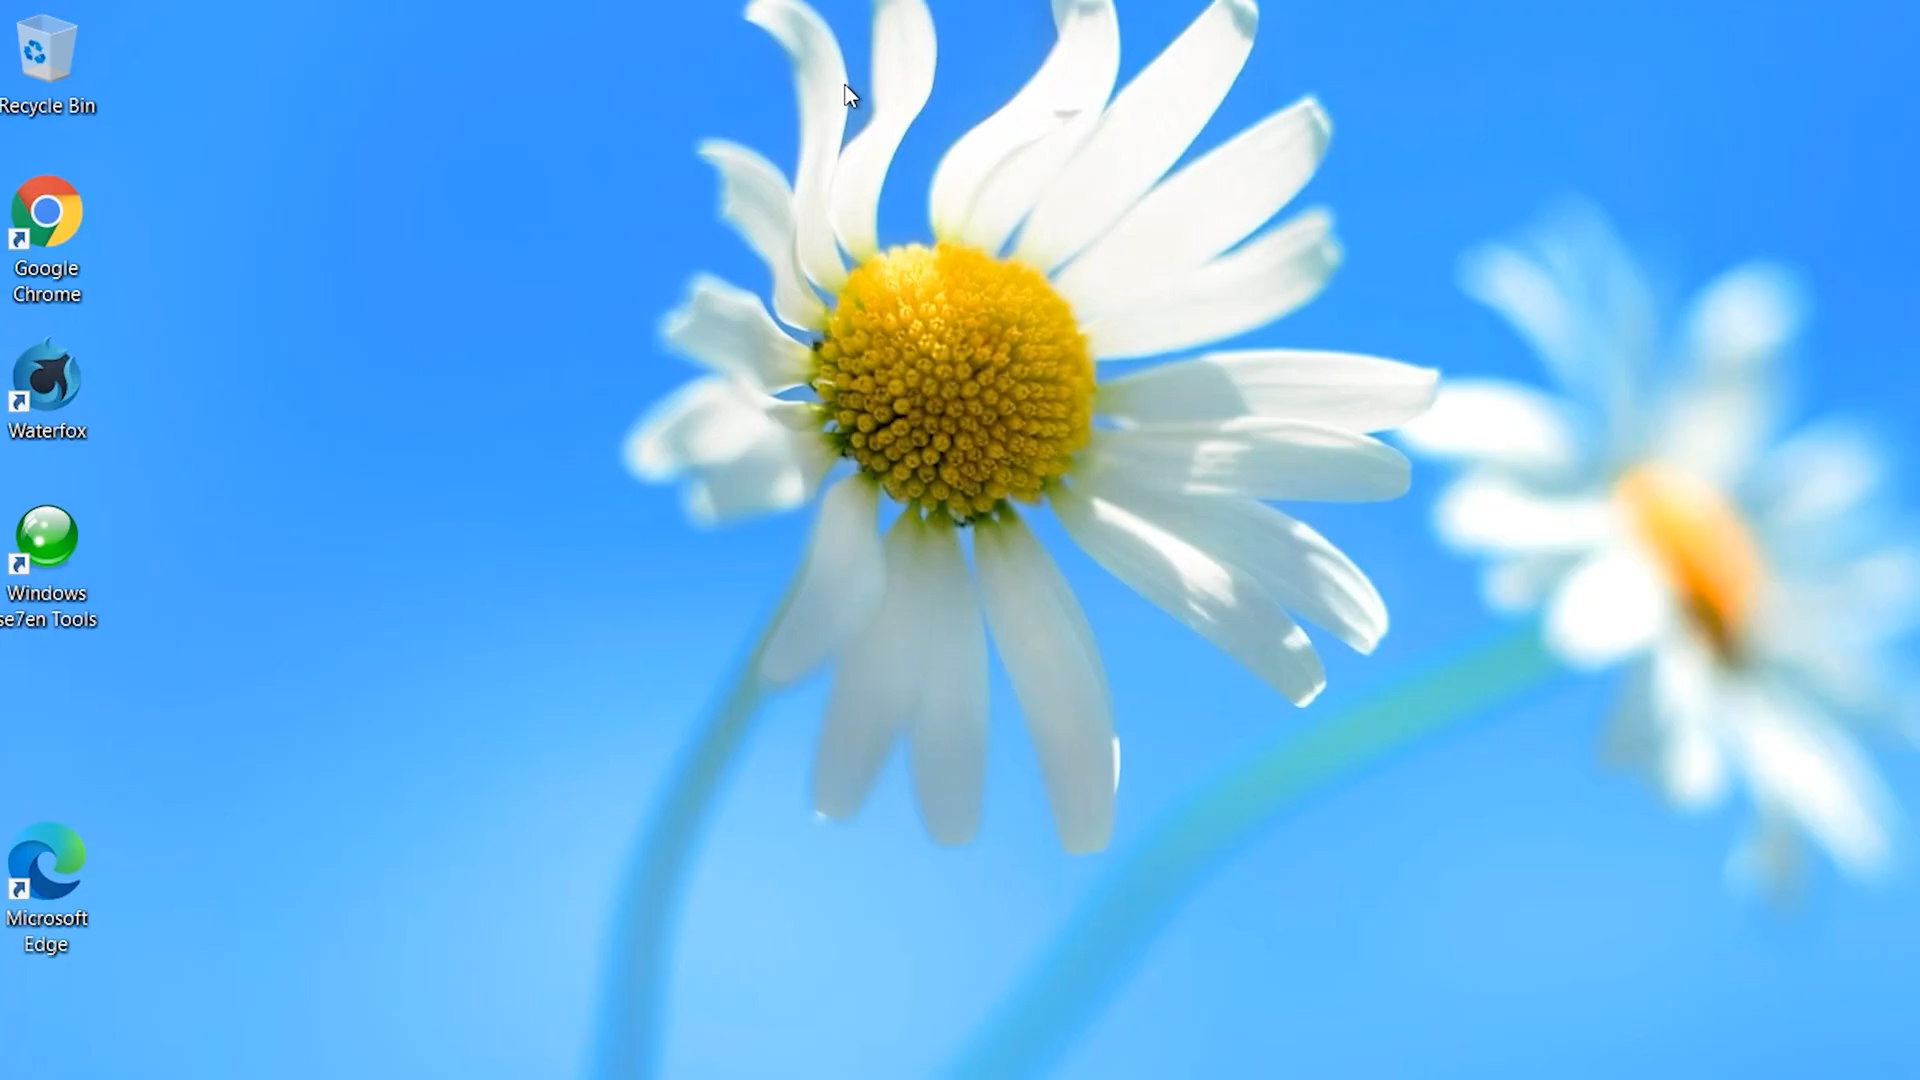 Recycle Bin
Google
Chrome
Waterfox
Windows
se7en Tools
Microsoft
Edge